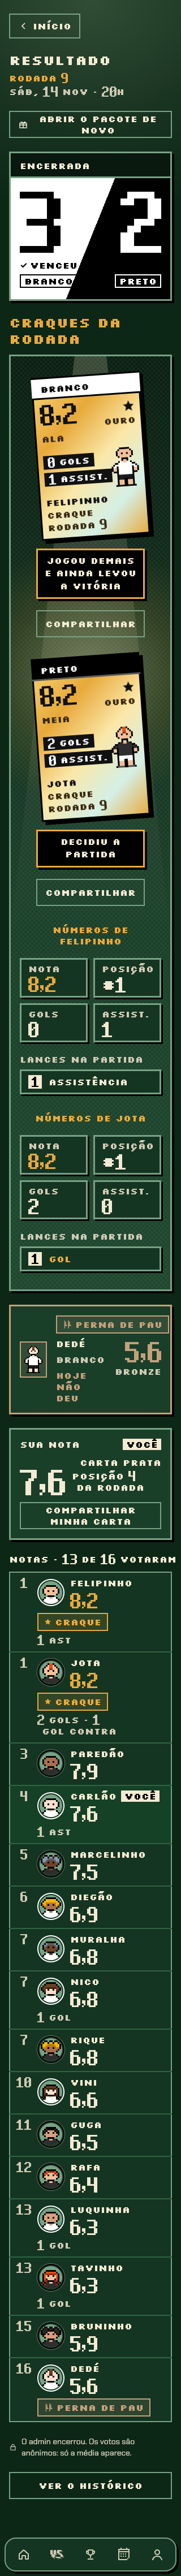 INÍCIO
RESULTADO
RODADA 9
SÁB, 14 NOV · 20H
ABRIR O PACOTE DE
NOVO
ENCERRADA
3 2
✓ VENCEU
BRANCO PRETO
CRAQUES DA
RODADA
BRANCO
8,2 ★
OURO
ALA
0 GOLS
1 ASSIST.
FELIPINHO
CRAQUE
RODADA 9
JOGOU DEMAIS
E AINDA LEVOU
A VITÓRIA
COMPARTILHAR
PRETO
8,2 ★
OURO
MEIA
2 GOLS
0 ASSIST.
JOTA
CRAQUE
RODADA 9
DECIDIU A
PARTIDA
COMPARTILHAR
NÚMEROS DE
FELIPINHO
NOTA POSIÇÃO
8,2 #1
GOLS ASSIST.
0 1
LANCES NA PARTIDA
1 ASSISTÊNCIA
NÚMEROS DE JOTA
NOTA POSIÇÃO
8,2 #1
GOLS ASSIST.
2 0
LANCES NA PARTIDA
1 GOL
PERNA DE PAU
DEDÉ 5,6
BRANCO
BRONZE
HOJE
NÃO
DEU
SUA NOTA VOCÊ
CARTA PRATA
7,6 POSIÇÃO 4
DA RODADA
COMPARTILHAR
MINHA CARTA
NOTAS · 13 DE 16 VOTARAM
1 FELIPINHO
8,2
★ CRAQUE
1 AST
1 JOTA
8,2
★ CRAQUE
2 GOLS · 1
GOL CONTRA
3 PAREDÃO
7,9
4 CARLÃO VOCÊ
7,6
1 AST
5 MARCELINHO
7,5
6 DIEGÃO
6,9
7 MURALHA
6,8
7 NICO
6,8
1 GOL
7 RIQUE
6,8
10 VINI
6,6
11 GUGA
6,5
12 RAFA
6,4
13 LUQUINHA
6,3
1 GOL
13 TAVINHO
6,3
1 GOL
15 BRUNINHO
5,9
16 DEDÉ
5,6
PERNA DE PAU
O admin encerrou. Os votos são
anônimos: só a média aparece.
VER O HISTÓRICO
VS